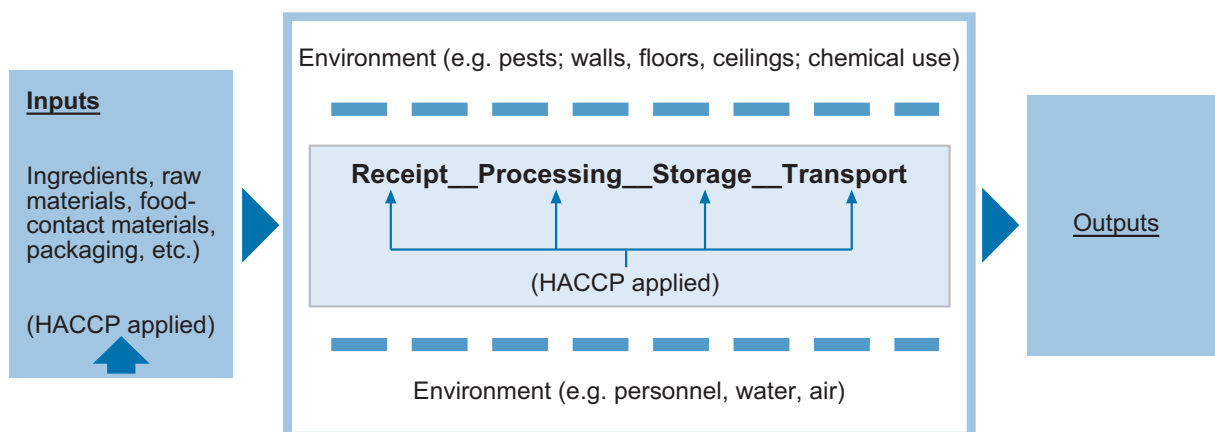 Environment (e.g. pests; walls, floors, ceilings; chemical use)
Inputs
Ingredients, raw
materials, food-
contact materials,
packaging, etc.)
(HACCP applied)
Receipt__Processing__Storage__Transport
(HACCP applied)
Environment (e.g. personnel, water, air)
Outputs